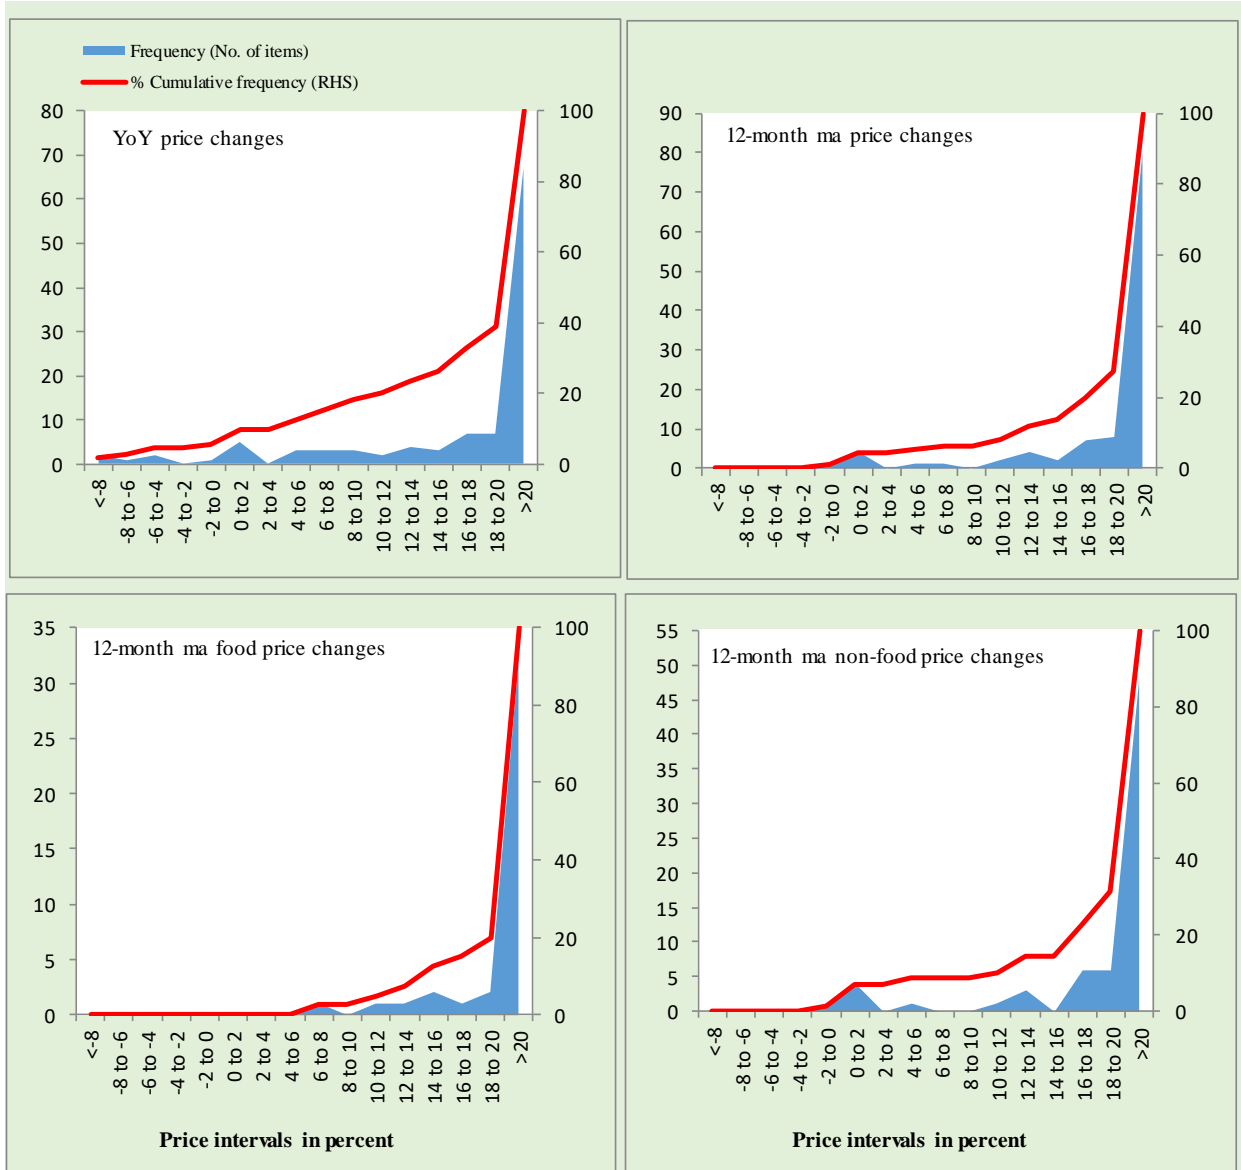 Frequency (No. of items)
% Cumulative frequency (RHS)
YoY price changes
80
70
60
50
40
30
20
10
0
100
80
60
40
20
0
<-8
-8 to -6
-6 to -4
-4 to -2
-2 to 0
0 to 2
2 to 4
4 to 6
6 to 8
8 to 10
10 to 12
12 to 14
14 to 16
16 to 18
18 to 20
>20
12-month ma price changes
90
80
70
60
50
40
30
20
10
0
100
80
60
40
20
0
<-8
-8 to -6
-6 to -4
-4 to -2
-2 to 0
0 to 2
2 to 4
4 to 6
6 to 8
8 to 10
10 to 12
12 to 14
14 to 16
16 to 18
18 to 20
>20
12-month ma food price changes
35
30
25
20
15
10
5
0
100
80
60
40
20
0
<-8
-8 to -6
-6 to -4
-4 to -2
-2 to 0
0 to 2
2 to 4
4 to 6
6 to 8
8 to 10
10 to 12
12 to 14
14 to 16
16 to 18
18 to 20
>20
Price intervals in percent
12-month ma non-food price changes
55
50
45
40
35
30
25
20
15
10
5
0
100
80
60
40
20
0
<-8
-8 to -6
-6 to -4
-4 to -2
-2 to 0
0 to 2
2 to 4
4 to 6
6 to 8
8 to 10
10 to 12
12 to 14
14 to 16
16 to 18
18 to 20
>20
Price intervals in percent